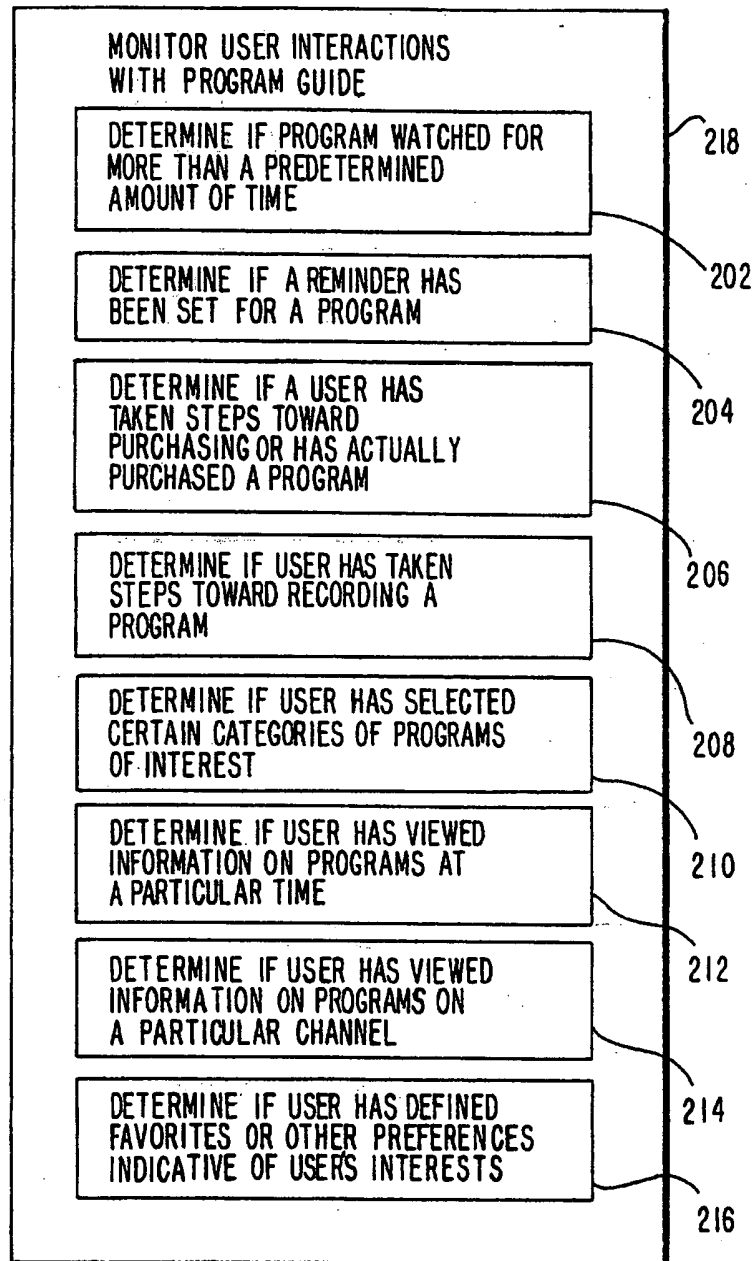 MONITOR USER INTERACTIONS
WITH PROGRAM GUIDE
DETERMINE IF PROGRAM WATCHED FOR
MORE THAN A PREDETERMINED
AMOUNT OF TIME
218
202
DETERMINE IF A REMINDER HAS
BEEN SET FOR A PROGRAM
204
DETERMINE IF A USER HAS
TAKEN STEPS TOWARD
PURCHASING OR HAS ACTUALLY
PURCHASED A PROGRAM
206
DETERMINE IF USER HAS TAKEN
STEPS TOWARD RECORDING A
PROGRAM
208
DETERMINE IF USER HAS SELECTED
CERTAIN CATEGORIES OF PROGRAMS
OF INTEREST
210
DETERMINE IF USER HAS VIEWED
INFORMATION ON PROGRAMS AT
A PARTICULAR TIME
212
DETERMINE IF USER HAS VIEWED
INFORMATION ON PROGRAMS ON
A PARTICULAR CHANNEL
214
DETERMINE IF USER HAS DEFINED
FAVORITES OR OTHER PREFERENCES
INDICATIVE OF USER'S INTERESTS
216